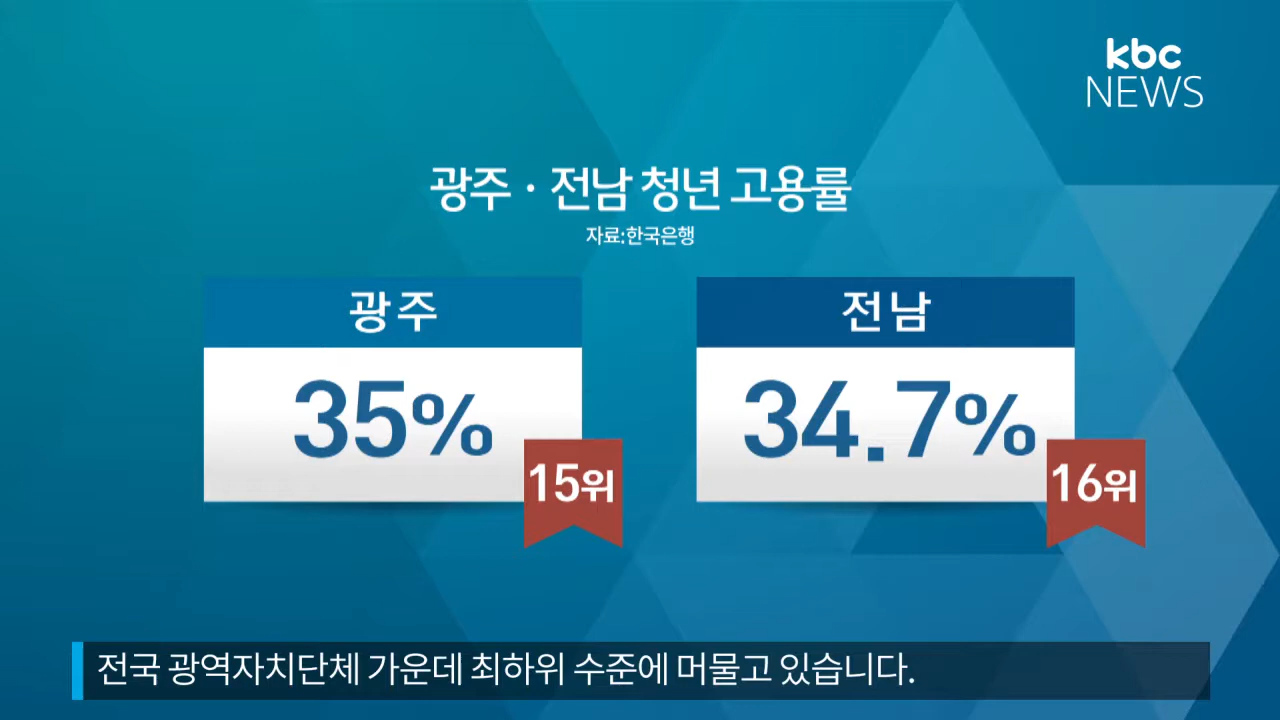 kbc
NEWS
광주 · 전남 청년 고용률
자료:한국은행
광주
35%
15위
전남
34.7%
16위
전국 광역자치단체 가운데 최하위 수준에 머물고 있습니다.